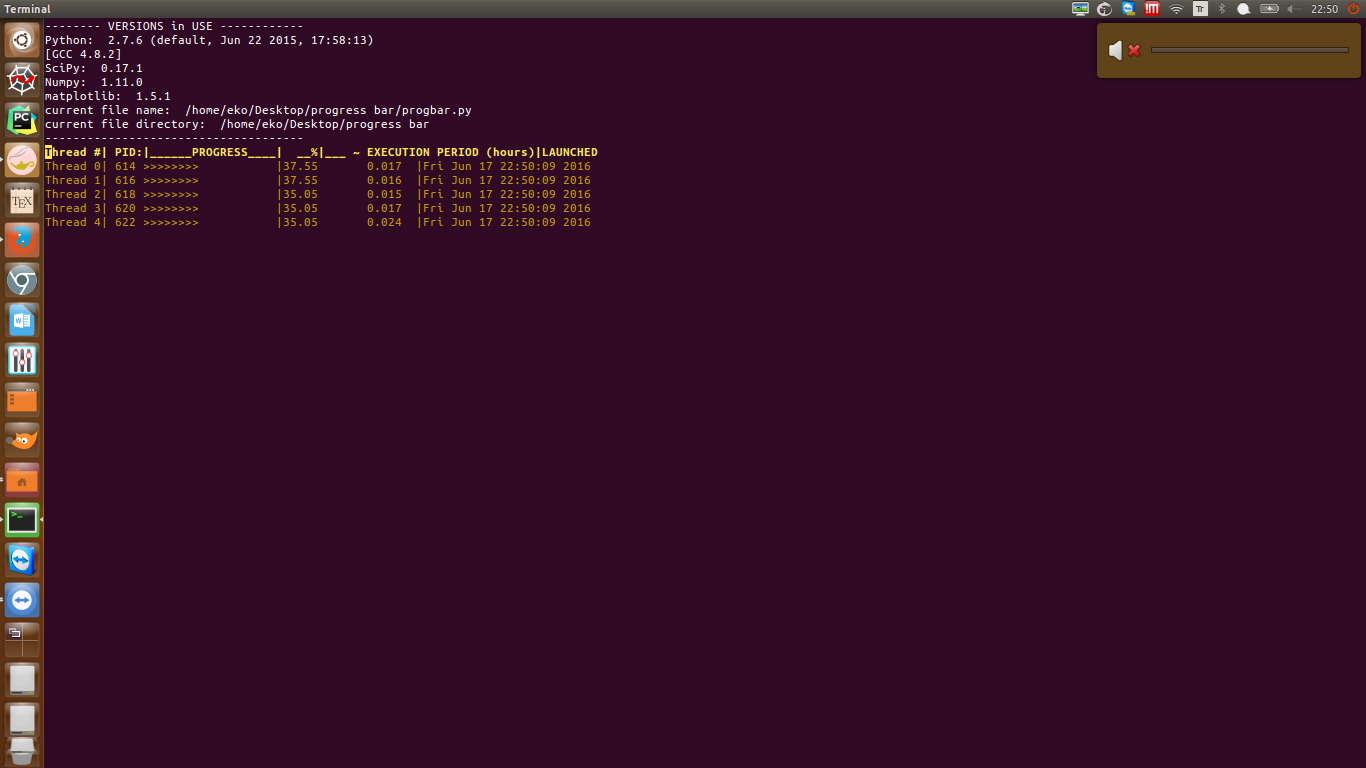 Terminal
Tr
22:50
-------- VERSIONS in USE ------------
Python:  2.7.6 (default, Jun 22 2015, 17:58:13)
[GCC 4.8.2]
SciPy:  0.17.1
Numpy:  1.11.0
matplotlib:  1.5.1
current file name:  /home/eko/Desktop/progress bar/progbar.py
current file directory:  /home/eko/Desktop/progress bar
-------------------------------------
Thread #| PID:|______PROGRESS____|  __%|___ ~ EXECUTION PERIOD (hours)|LAUNCHED
Thread 0| 614 >>>>>>>>           |37.55       0.017  |Fri Jun 17 22:50:09 2016
Thread 1| 616 >>>>>>>>           |37.55       0.016  |Fri Jun 17 22:50:09 2016
Thread 2| 618 >>>>>>>>           |35.05       0.015  |Fri Jun 17 22:50:09 2016
Thread 3| 620 >>>>>>>>           |35.05       0.017  |Fri Jun 17 22:50:09 2016
Thread 4| 622 >>>>>>>>           |35.05       0.024  |Fri Jun 17 22:50:09 2016
PC
TEX
W
>_